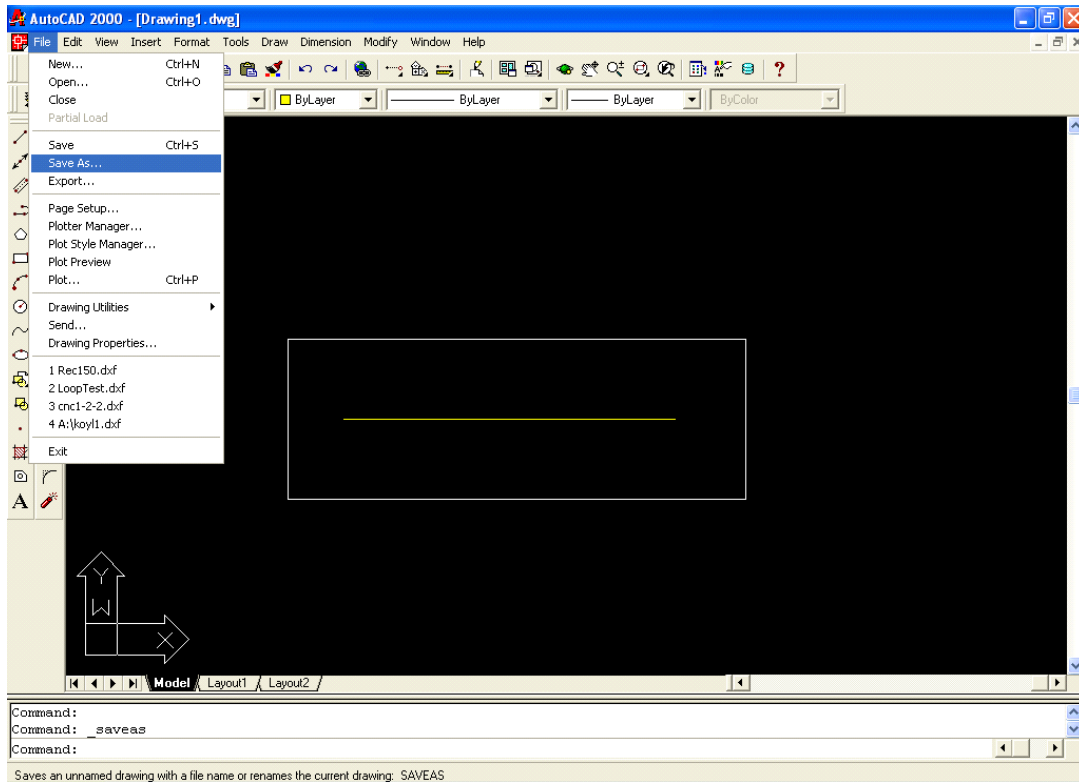 AutoCAD 2000 - [Drawing1.dwg]
File Edit View Insert Format Tools Draw Dimension Modify Window Help
New... Ctrl+N
Open... Ctrl+O
Close
Partial Load
Save Ctrl+S
Save As...
Export...
Page Setup...
Plotter Manager...
Plot Style Manager...
Plot Preview
Plot... Ctrl+P
Drawing Utilities
Send...
Drawing Properties...
1 Rec150.dxf
2 LoopTest.dxf
3 cnc1-2-2.dxf
4 A:\koyl1.dxf
Exit
ByLayer ByLayer ByLayer ByColor
A
Y
W
X
Model Layout1 Layout2
Command:
Command: _saveas
Command:
Saves an unnamed drawing with a file name or renames the current drawing: SAVEAS